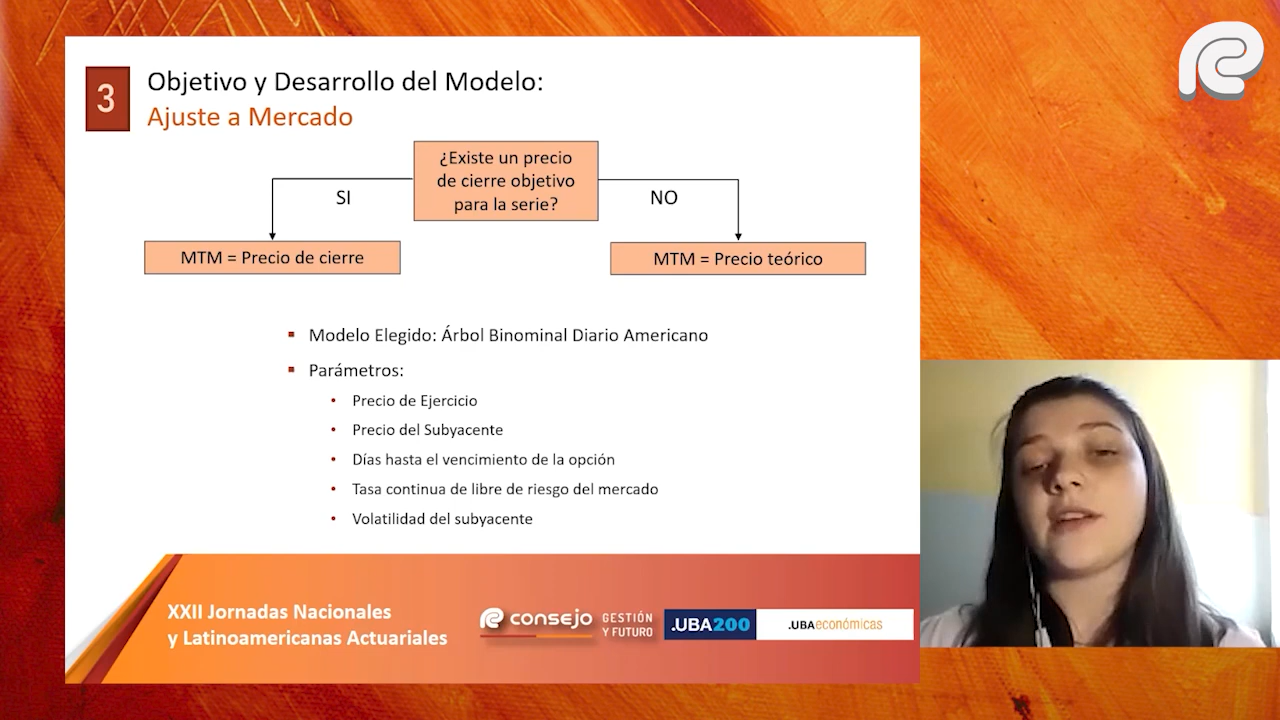 3
Objetivo y Desarrollo del Modelo:
Ajuste a Mercado
¿Existe un precio
de cierre objetivo
para la serie?
SI
NO
MTM = Precio de cierre
MTM = Precio teórico
Modelo Elegido: Árbol Binominal Diario Americano
Parámetros:
Precio de Ejercicio
Precio del Subyacente
Días hasta el vencimiento de la opción
Tasa continua de libre de riesgo del mercado
Volatilidad del subyacente
XXII Jornadas Nacionales
y Latinoamericanas Actuariales
consejo
GESTIÓN
Y FUTURO
.UBA200
.UBAeconómicas